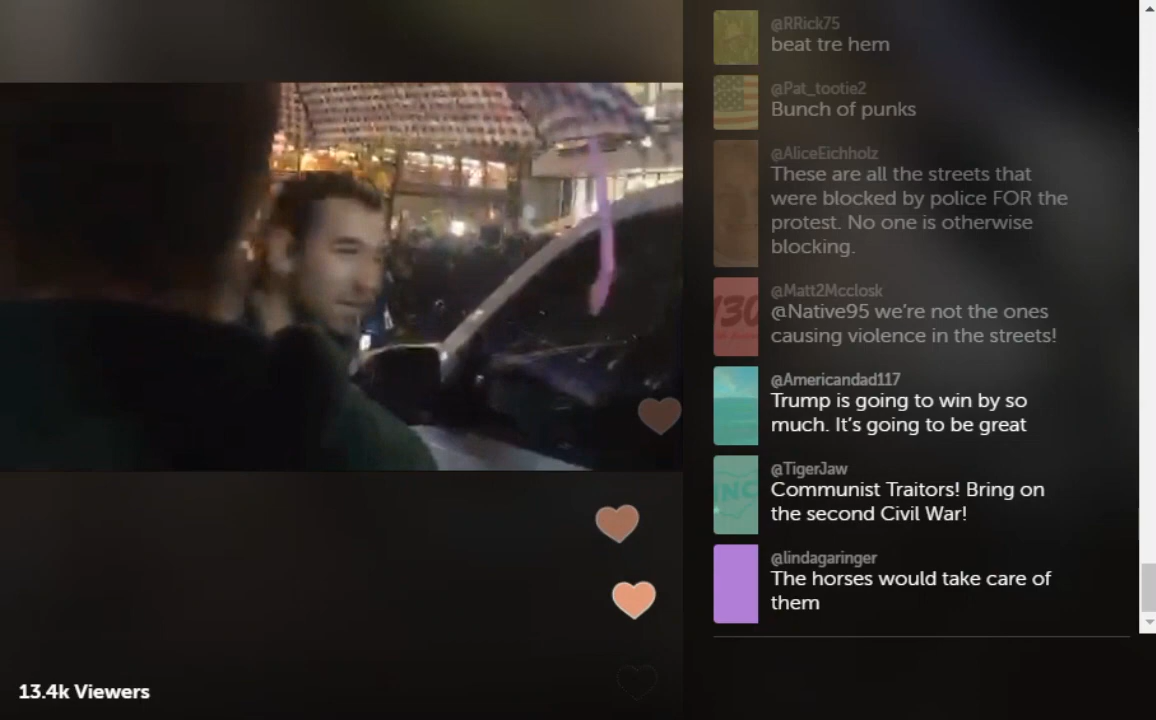 @RRick75
beat tre hem
@Pat_tootie2
Bunch of punks
@AliceEichholz
These are all the streets that
were blocked by police FOR the
protest. No one is otherwise
blocking.
130
@Matt2Mcclosk
@Native95 we're not the ones
causing violence in the streets!
@Americandad117
Trump is going to win by so
much. It's going to be great
INC
@TigerJaw
Communist Traitors! Bring on
the second Civil War!
@lindagaringer
The horses would take care of
them
13.4k Viewers